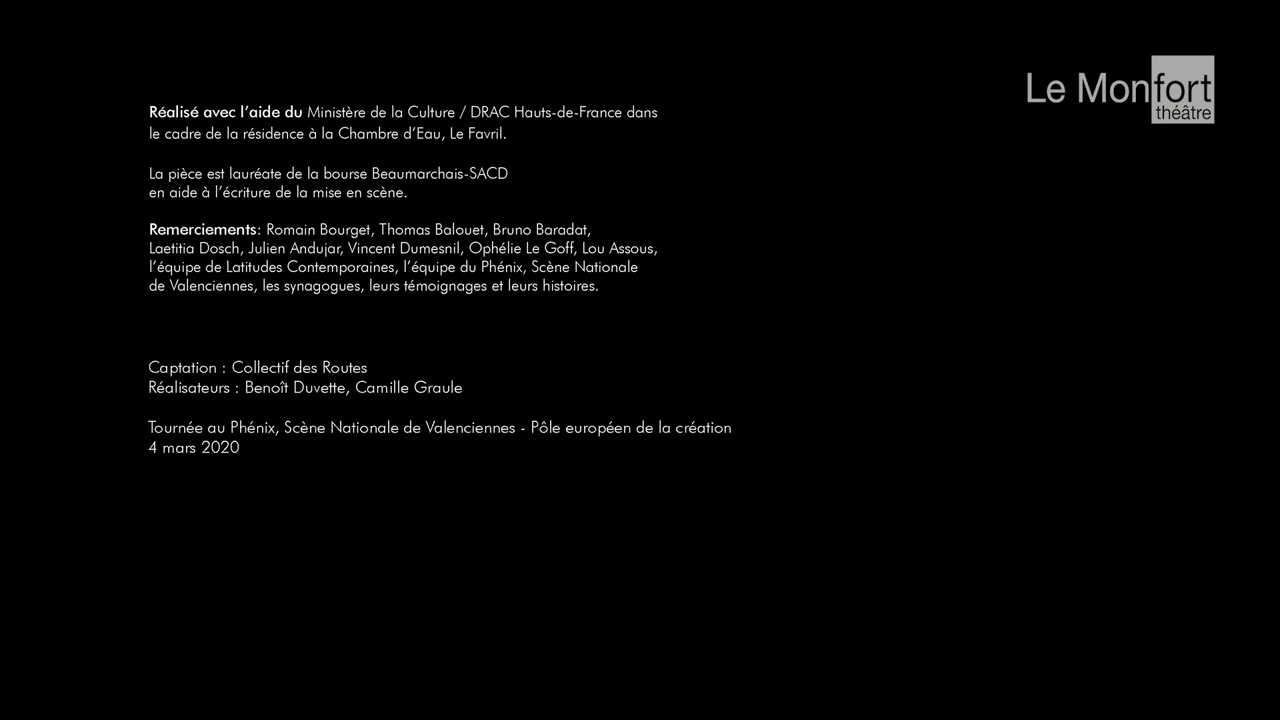 Le Monfort
théâtre
Réalisé avec l’aide du Ministère de la Culture / DRAC Hauts-de-France dans
le cadre de la résidence à la Chambre d’Eau, Le Favril.
La pièce est lauréate de la bourse Beaumarchais-SACD
en aide à l’écriture de la mise en scène.
Remerciements: Romain Bourget, Thomas Balouet, Bruno Baradat,
Laetitia Dosch, Julien Andujar, Vincent Dumesnil, Ophélie Le Goff, Lou Assous,
l’équipe de Latitudes Contemporaines, l’équipe du Phénix, Scène Nationale
de Valenciennes, les synagogues, leurs témoignages et leurs histoires.
Captation : Collectif des Routes
Réalisateurs : Benoît Duvette, Camille Graule
Tournée au Phénix, Scène Nationale de Valenciennes - Pôle européen de la création
4 mars 2020